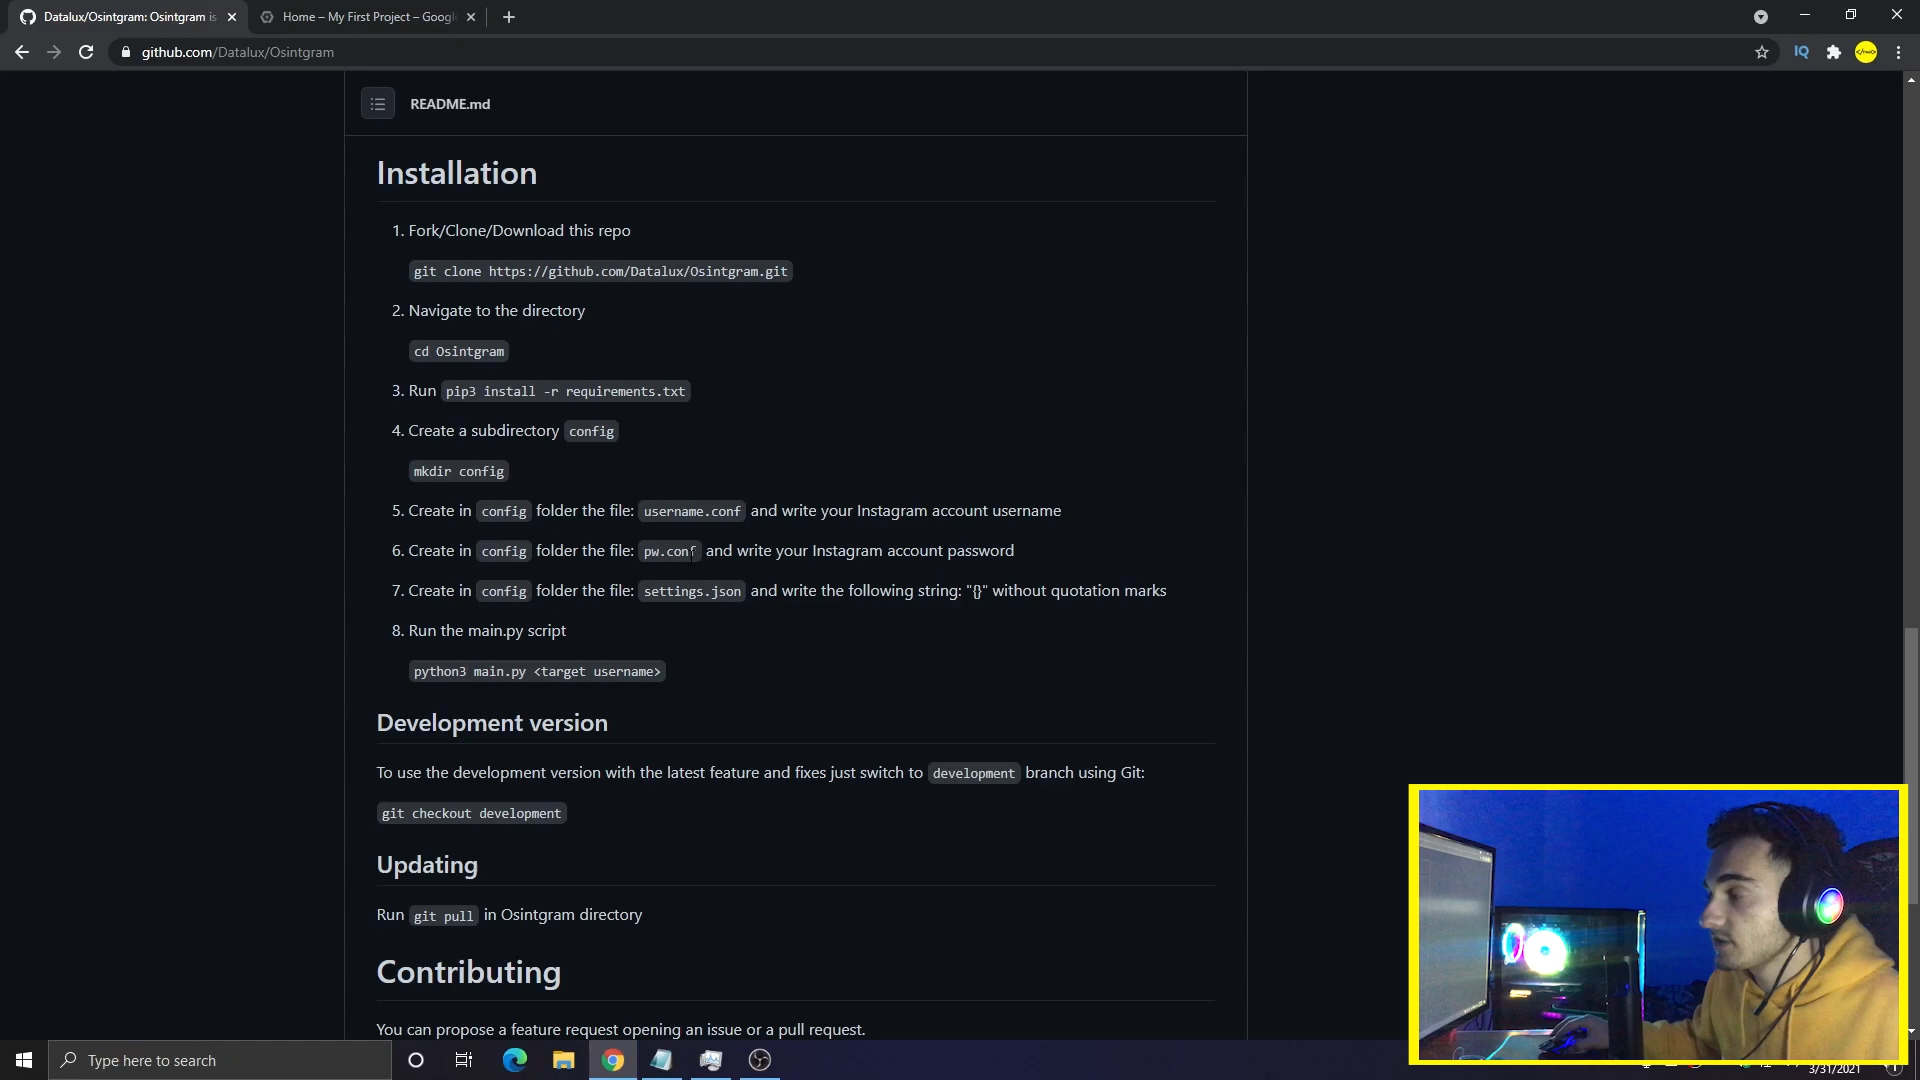 Datalux/Osintgram: Osintgram is
Home – My First Project – Google
github.com/Datalux/Osintgram
IQ
README.md
Installation
1. Fork/Clone/Download this repo
git clone https://github.com/Datalux/Osintgram.git
2. Navigate to the directory
cd Osintgram
3. Run pip3 install -r requirements.txt
4. Create a subdirectory config
mkdir config
5. Create in config folder the file: username.conf and write your Instagram account username
6. Create in config folder the file: pw.conf and write your Instagram account password
7. Create in config folder the file: settings.json and write the following string: "{}" without quotation marks
8. Run the main.py script
python3 main.py <target username>
Development version
To use the development version with the latest feature and fixes just switch to development branch using Git:
git checkout development
Updating
Run git pull in Osintgram directory
Contributing
You can propose a feature request opening an issue or a pull request.
Type here to search
3/31/2021